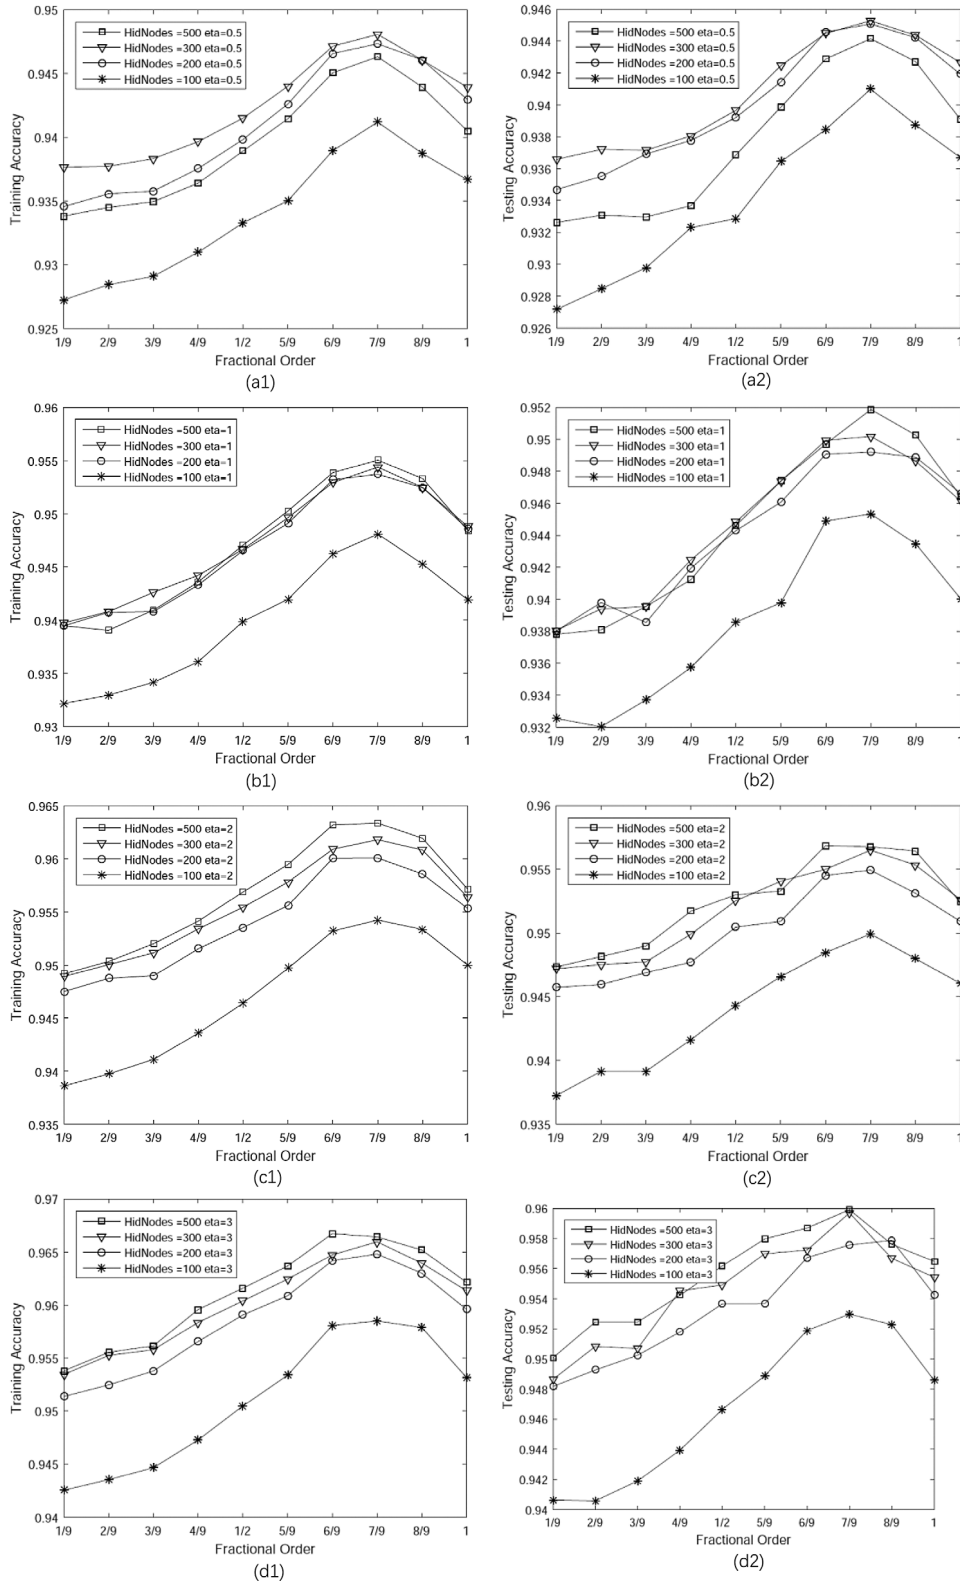 0.95
0.945
0.94
0.935
0.93
0.925
Training Accuracy
HidNodes =500 eta=0.5
HidNodes =300 eta=0.5
HidNodes =200 eta=0.5
HidNodes =100 eta=0.5
1/9 2/9 3/9 4/9 1/2 5/9 6/9 7/9 8/9 1
Fractional Order
(a1)
0.946
0.944
0.942
0.94
0.938
0.936
0.934
0.932
0.93
0.928
0.926
Testing Accuracy
HidNodes =500 eta=0.5
HidNodes =300 eta=0.5
HidNodes =200 eta=0.5
HidNodes =100 eta=0.5
1/9 2/9 3/9 4/9 1/2 5/9 6/9 7/9 8/9 1
Fractional Order
(a2)
0.96
0.955
0.95
0.945
0.94
0.935
0.93
Training Accuracy
HidNodes =500 eta=1
HidNodes =300 eta=1
HidNodes =200 eta=1
HidNodes =100 eta=1
1/9 2/9 3/9 4/9 1/2 5/9 6/9 7/9 8/9 1
Fractional Order
(b1)
0.952
0.95
0.948
0.946
0.944
0.942
0.94
0.938
0.936
0.934
0.932
Testing Accuracy
HidNodes =500 eta=1
HidNodes =300 eta=1
HidNodes =200 eta=1
HidNodes =100 eta=1
1/9 2/9 3/9 4/9 1/2 5/9 6/9 7/9 8/9 1
Fractional Order
(b2)
0.965
0.96
0.955
0.95
0.945
0.94
0.935
Training Accuracy
HidNodes =500 eta=2
HidNodes =300 eta=2
HidNodes =200 eta=2
HidNodes =100 eta=2
1/9 2/9 3/9 4/9 1/2 5/9 6/9 7/9 8/9 1
Fractional Order
(c1)
0.96
0.955
0.95
0.945
0.94
0.935
Testing Accuracy
HidNodes =500 eta=2
HidNodes =300 eta=2
HidNodes =200 eta=2
HidNodes =100 eta=2
1/9 2/9 3/9 4/9 1/2 5/9 6/9 7/9 8/9 1
Fractional Order
(c2)
0.97
0.965
0.96
0.955
0.95
0.945
0.94
Training Accuracy
HidNodes =500 eta=3
HidNodes =300 eta=3
HidNodes =200 eta=3
HidNodes =100 eta=3
1/9 2/9 3/9 4/9 1/2 5/9 6/9 7/9 8/9 1
Fractional Order
(d1)
0.96
0.958
0.956
0.954
0.952
0.95
0.948
0.946
0.944
0.942
0.94
Testing Accuracy
HidNodes =500 eta=3
HidNodes =300 eta=3
HidNodes =200 eta=3
HidNodes =100 eta=3
1/9 2/9 3/9 4/9 1/2 5/9 6/9 7/9 8/9 1
Fractional Order
(d2)